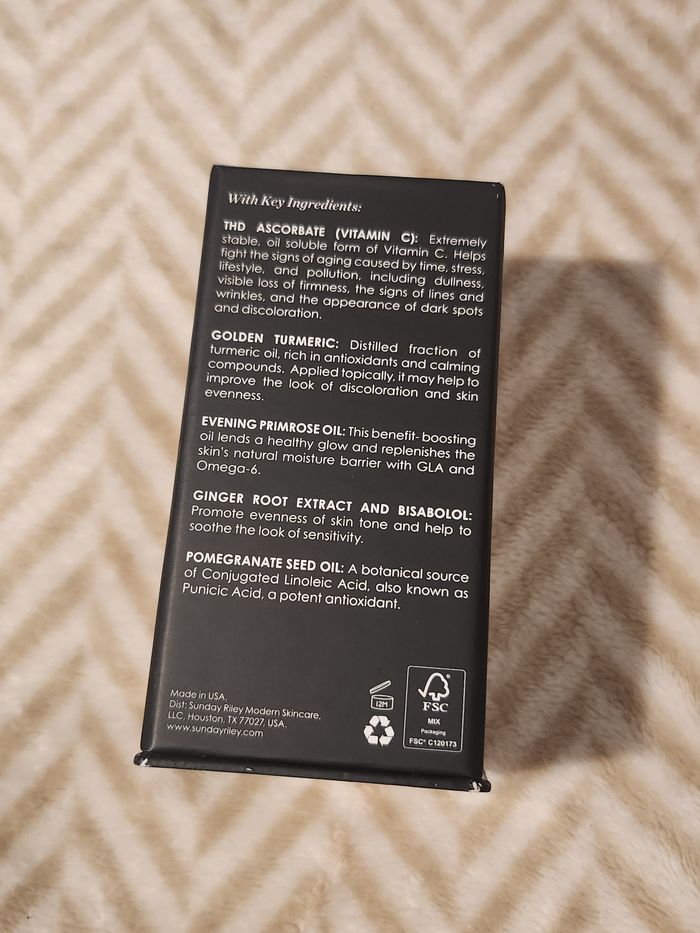 With Key Ingredients:
THD ASCORBATE (VITAMIN C): Extremely
stable, oil soluble form of Vitamin C. Helps
fight the signs of aging caused by time, stress,
lifestyle, and pollution, including dullness,
visible loss of firmness, the signs of lines and
wrinkles, and the appearance of dark spots
and discoloration.
GOLDEN TURMERIC: Distilled fraction of
turmeric oil, rich in antioxidants and calming
compounds. Applied topically, it may help to
improve the look of discoloration and skin
evenness.
EVENING PRIMROSE OIL: This benefit- boosting
oil lends a healthy glow and replenishes the
skin's natural moisture barrier with GLA and
Omega-6.
GINGER ROOT EXTRACT AND BISABOLOL:
Promote evenness of skin tone and help to
soothe the look of sensitivity.
POMEGRANATE SEED OIL: A botanical source
of Conjugated Linoleic Acid, also known as
Punicic Acid, a potent antioxidant.
Made in USA.
Dist: Sunday Riley Modern Skincare,
LLC. Houston, TX 77027, USA.
www.sundayriley.com
12M
FSC
MIX
Packaging
FSC® C120173